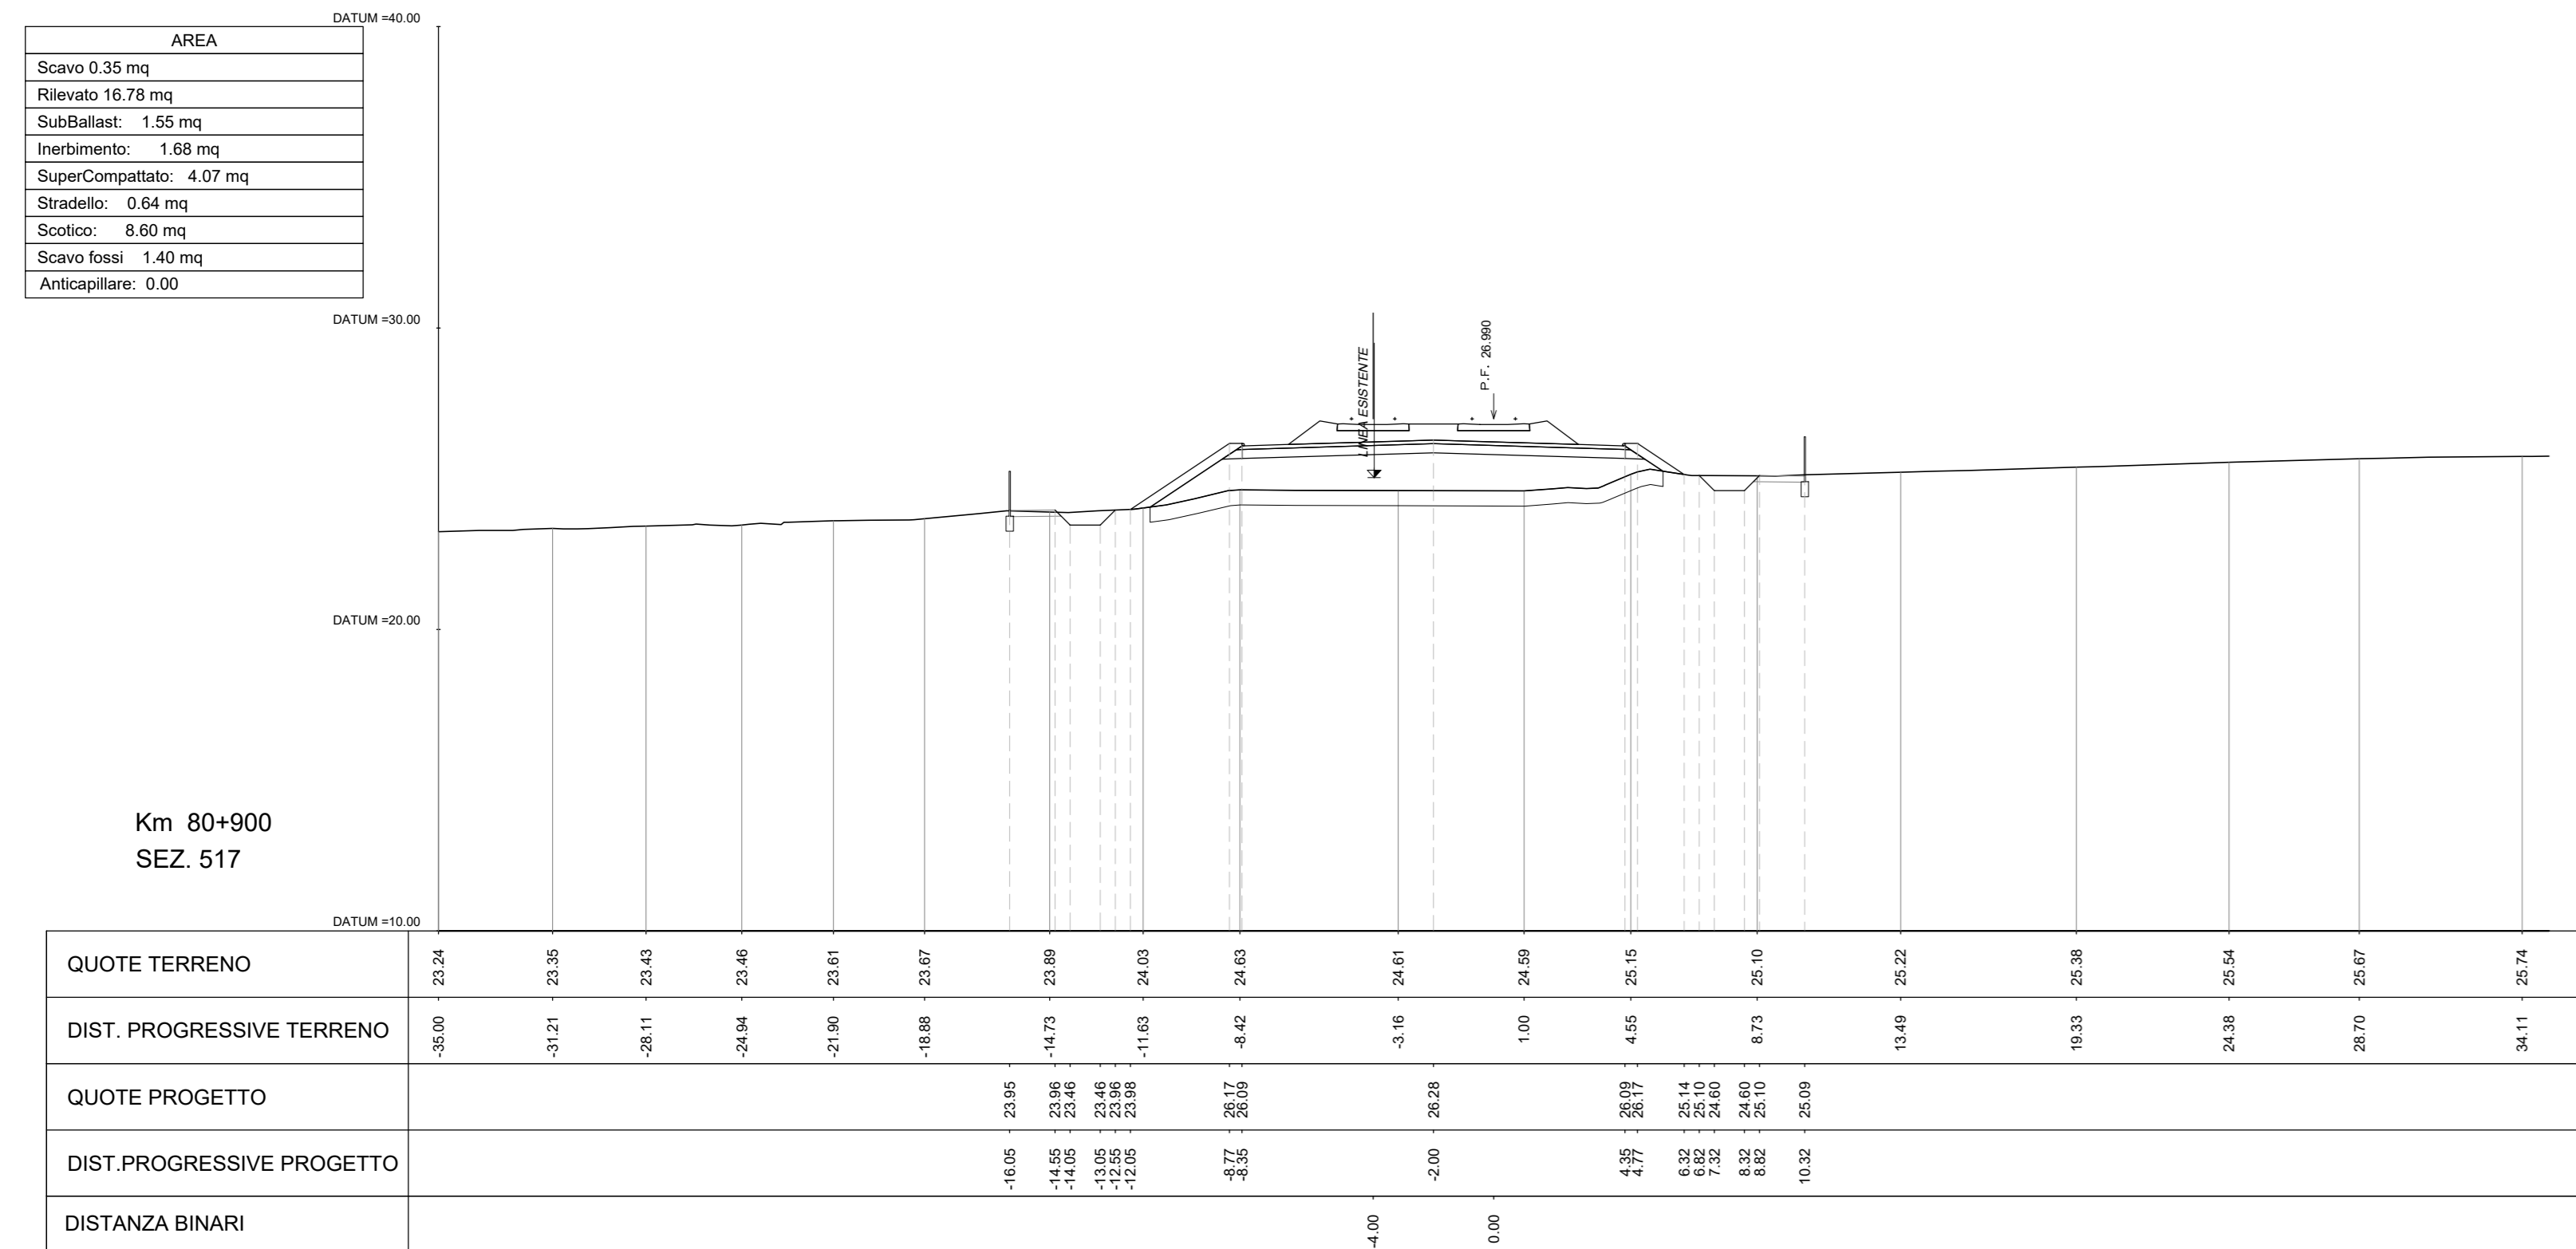 DATUM =40.00
AREA
Scavo 0.35 mq
Rilevato 16.78 mq
SubBallast: 1.55 mq
Inerbimento: 1.68 mq
SuperCompattato: 4.07 mq
Stradello: 0.64 mq
Scotico: 8.60 mq
Scavo fossi 1.40 mq
Anticapillare: 0.00
DATUM =30.00
LINEA ESISTENTE
P.F. 26.990
DATUM =20.00
Km 80+900
SEZ. 517
DATUM =10.00
QUOTE TERRENO 23.24 23.35 23.43 23.46 23.61 23.67 23.89 24.03 24.63 24.61 24.59 25.15 25.10 25.22 25.38 25.54 25.67 25.74
DIST. PROGRESSIVE TERRENO -35.00 -31.21 -28.11 -24.94 -21.90 -18.88 -14.73 -11.63 -8.42 -3.16 1.00 4.55 8.73 13.49 19.33 24.38 28.70 34.11
QUOTE PROGETTO 23.95 23.96 23.46 23.46 23.96 23.98 26.17 26.09 26.28 26.09 26.17 25.14 25.10 24.60 24.60 25.10 25.09
DIST.PROGRESSIVE PROGETTO -16.05 -14.55 -14.05 -13.05 -12.55 -12.05 -8.77 -8.35 -2.00 4.35 4.77 6.32 6.82 7.32 8.32 8.82 10.32
DISTANZA BINARI -4.00 0.00